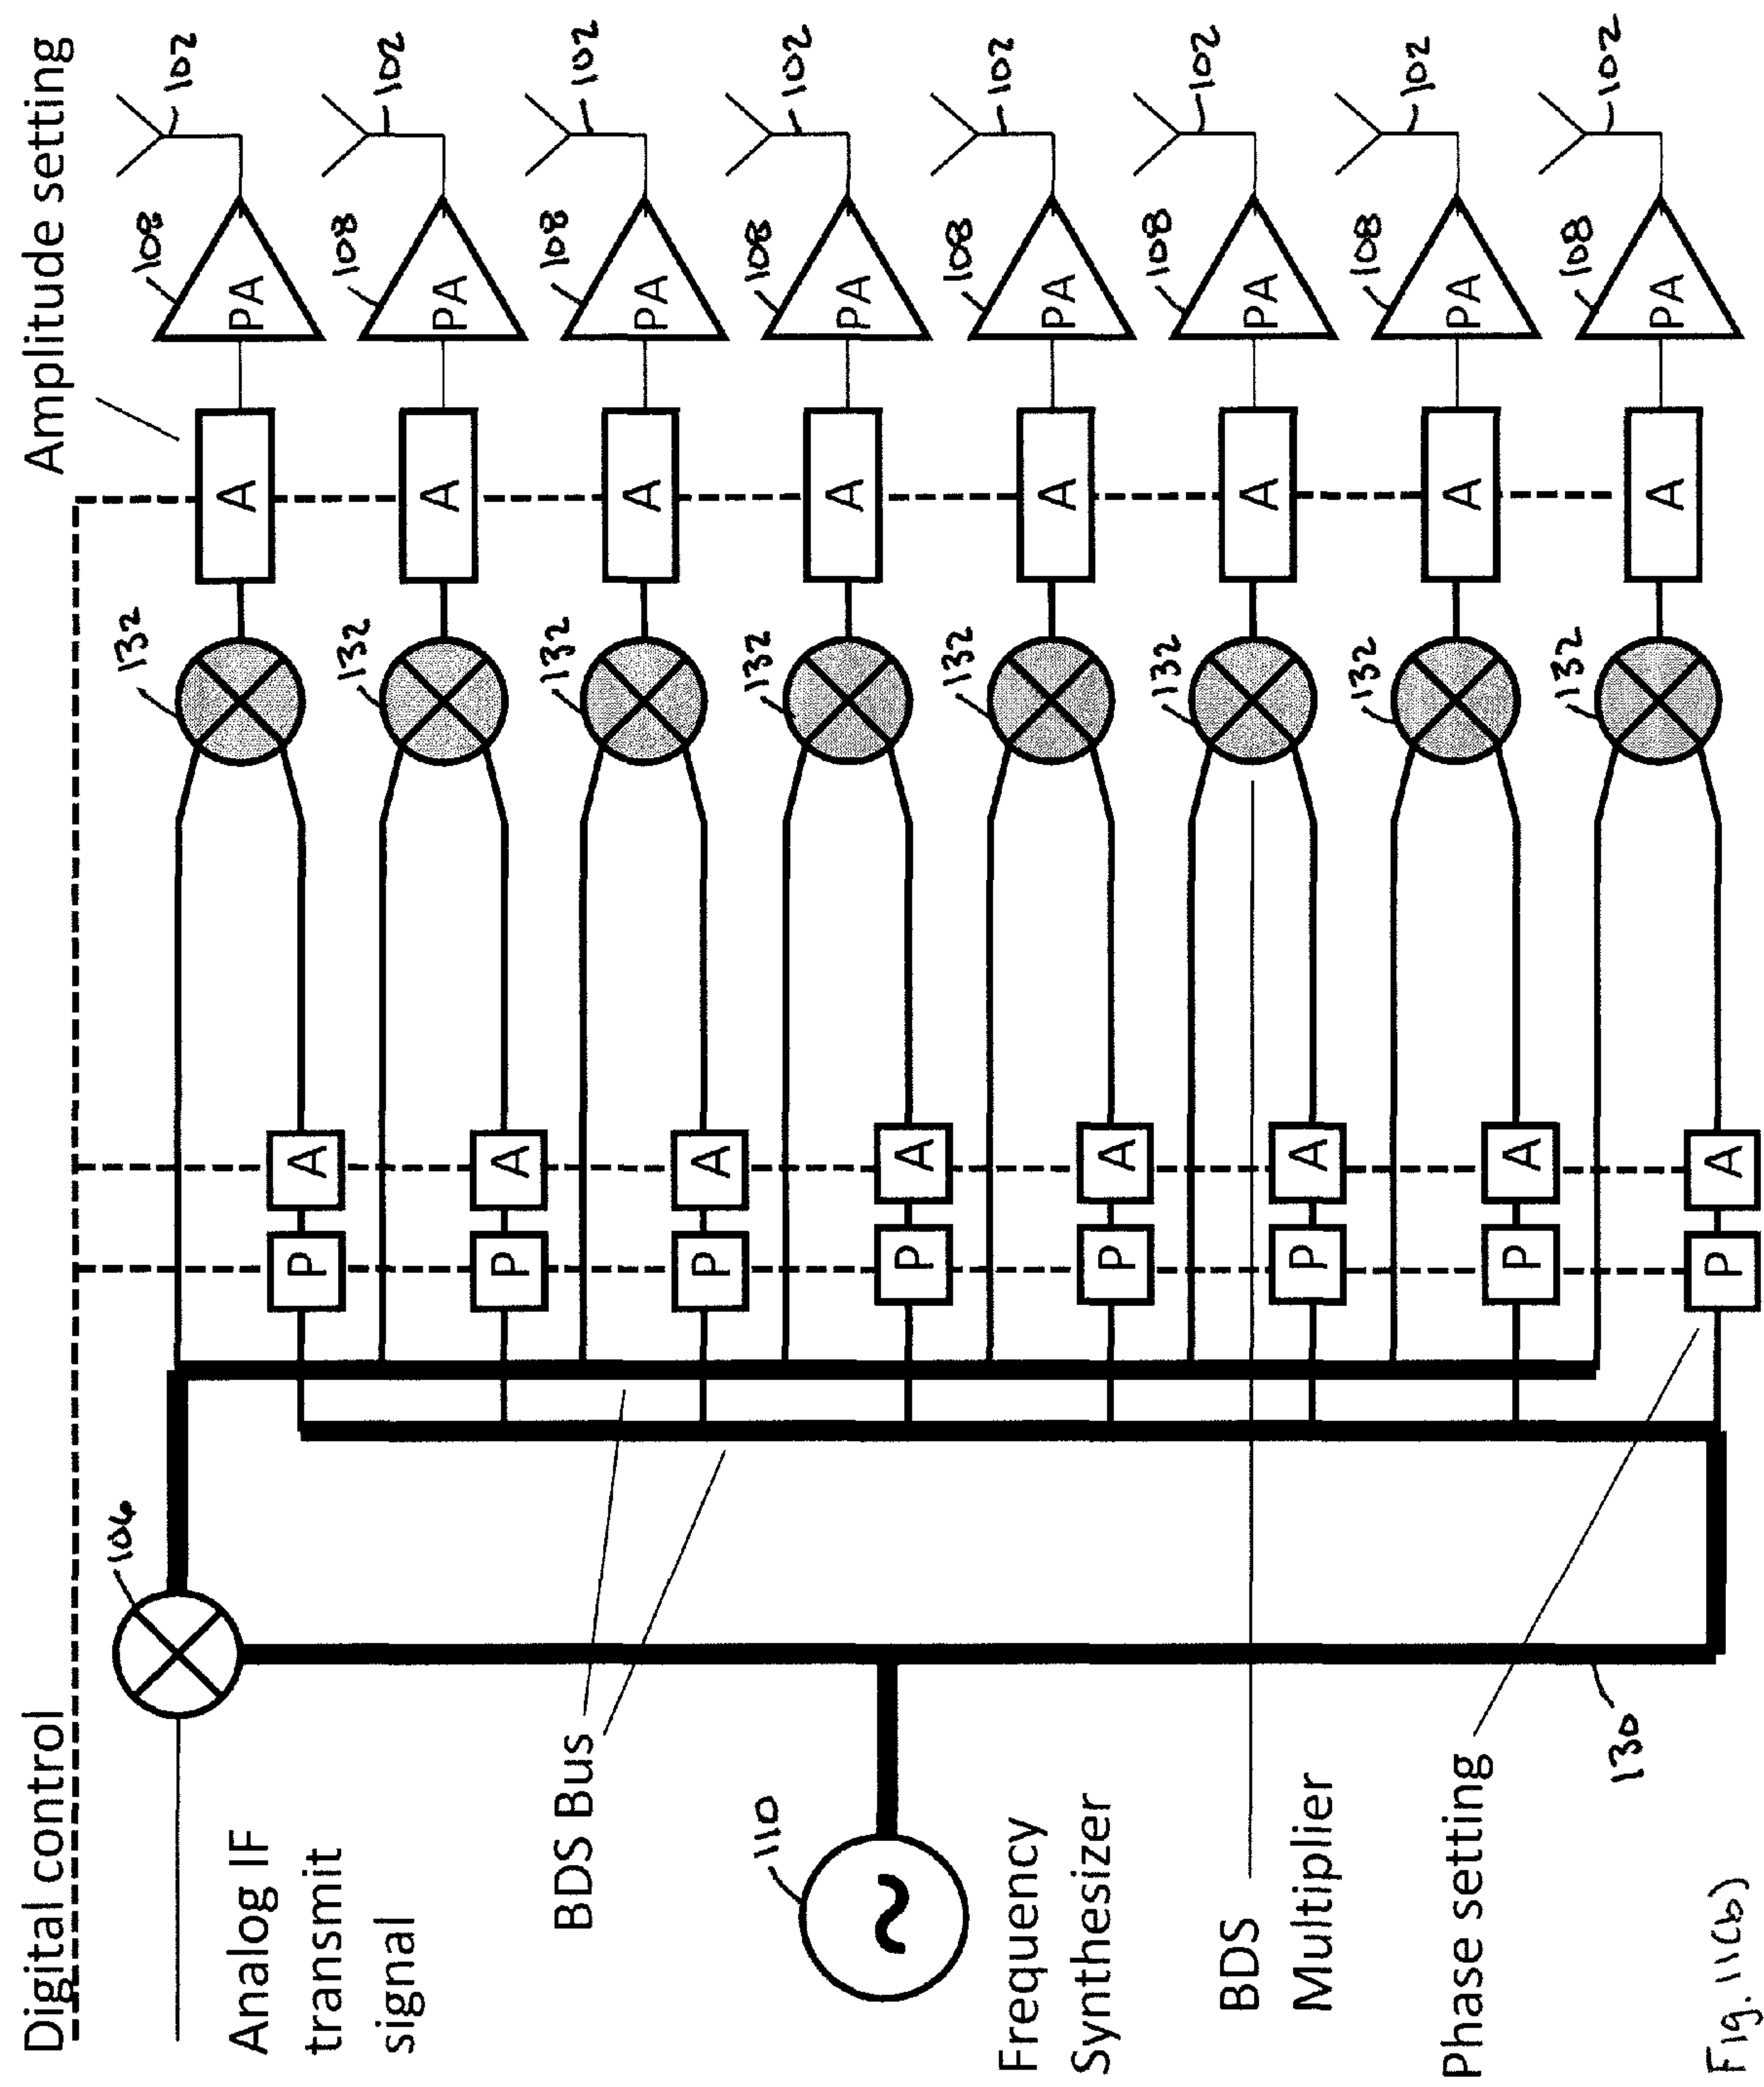 Digital control
Amplitude setting
132
108
102
A
PA
Analog IF
transmit
signal
P
A
132
108
102
A
PA
P
A
132
108
102
A
PA
BDS Bus
P
A
132
108
102
A
PA
110
P
A
132
108
102
A
PA
Frequency
Synthesizer
P
A
132
108
102
A
PA
BDS
Multiplier
P
A
132
108
102
A
PA
Phase setting
P
A
132
108
102
A
PA
130
P
A
Fig. 11(b)